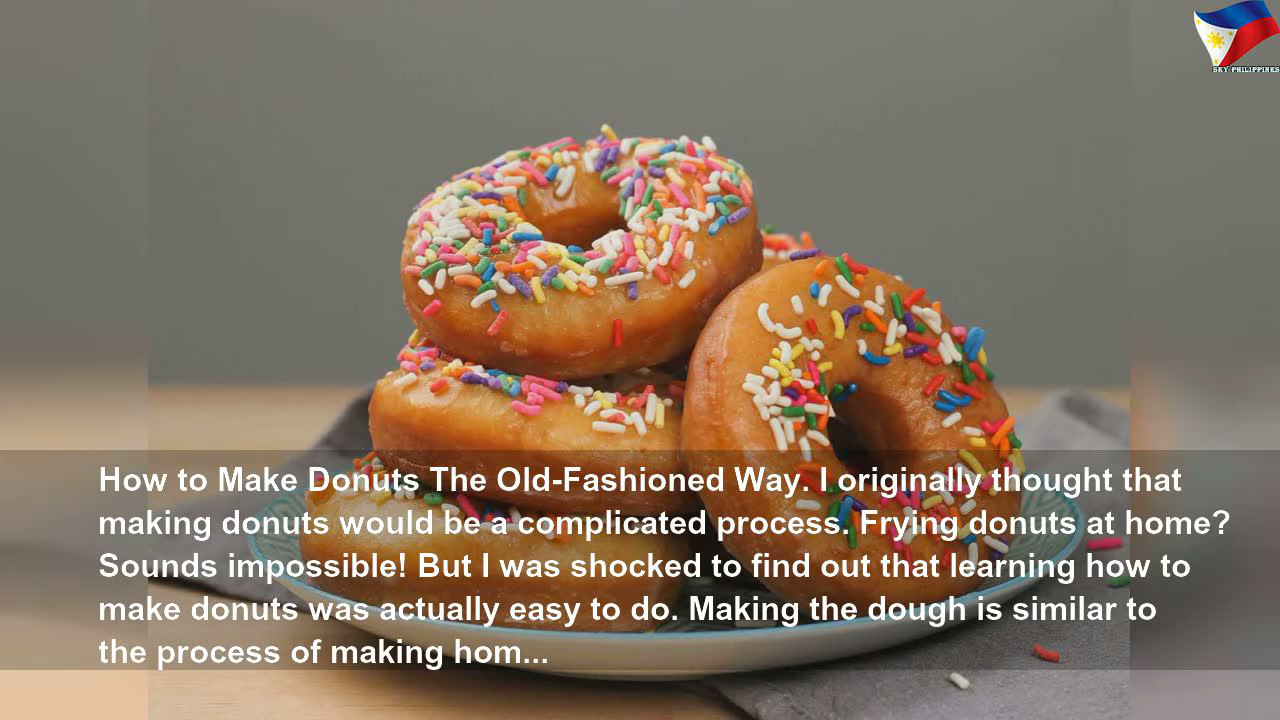 SKY PHILIPPINES
How to Make Donuts The Old-Fashioned Way. I originally thought that
making donuts would be a complicated process. Frying donuts at home?
Sounds impossible! But I was shocked to find out that learning how to
make donuts was actually easy to do. Making the dough is similar to
the process of making hom...